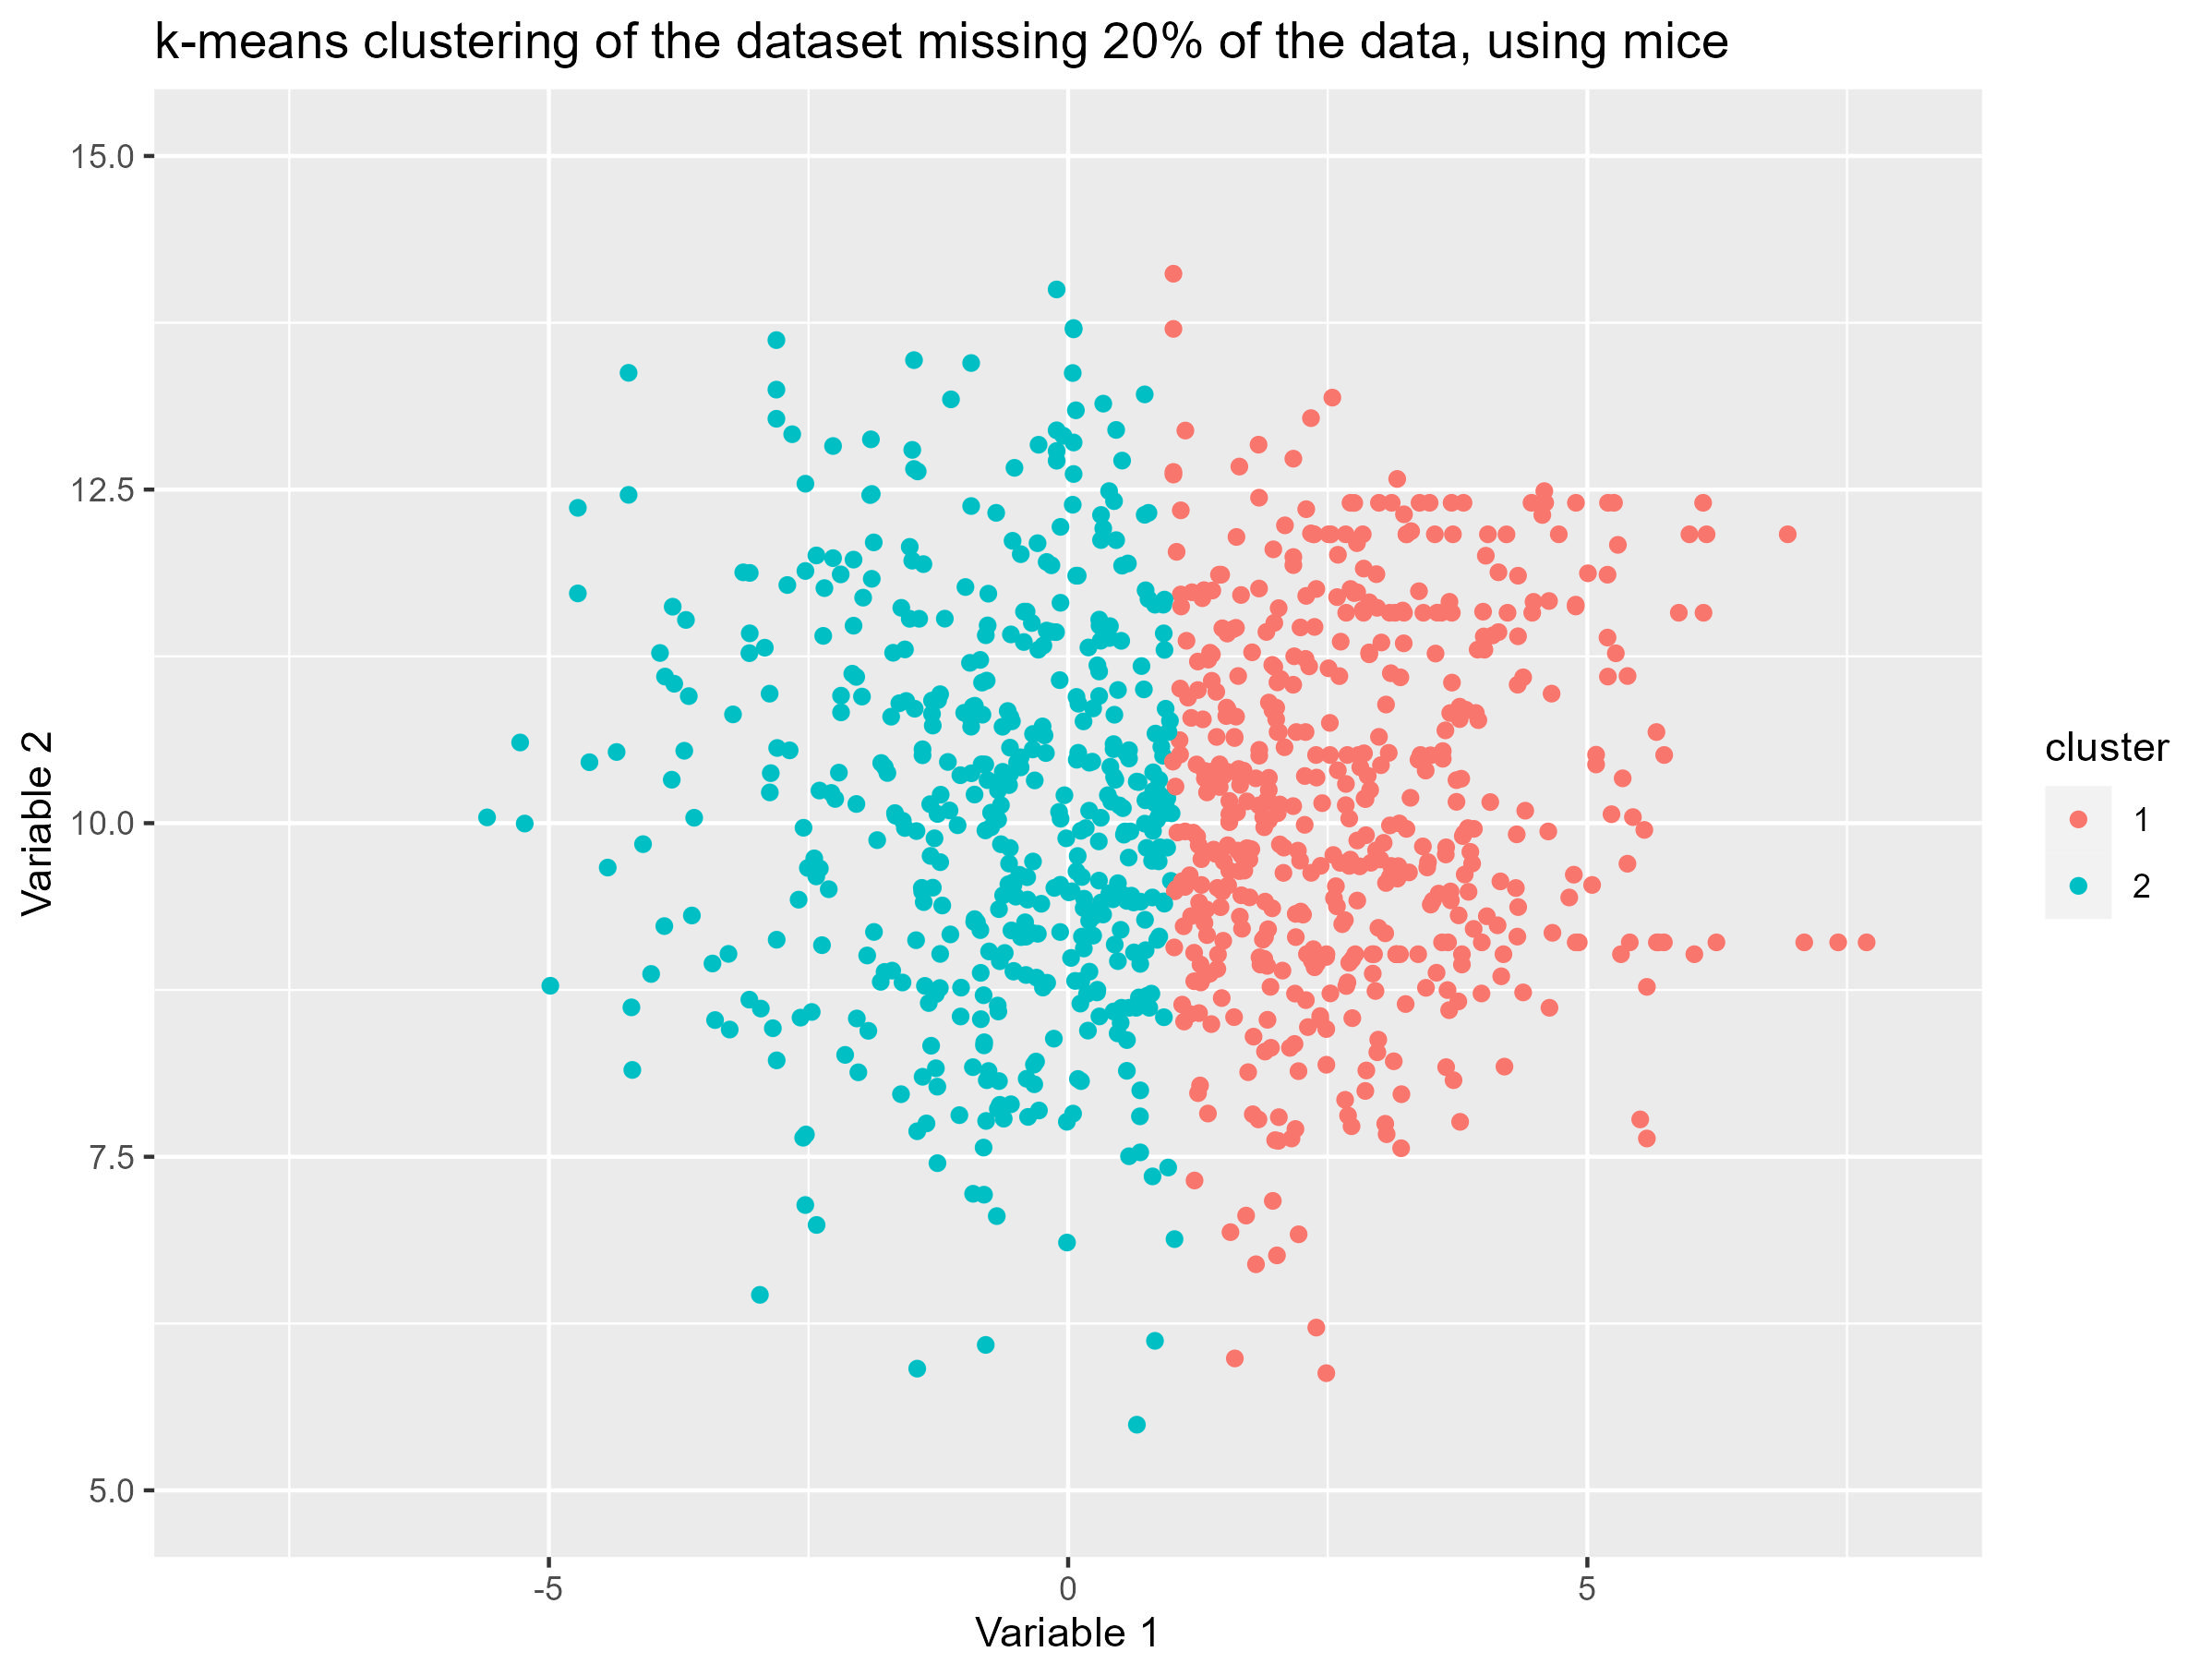 k-means clustering of the dataset missing 20% of the data, using mice
15.0
12.5
10.0
7.5
5.0
Variable 2
-5
0
5
Variable 1
cluster
1
2